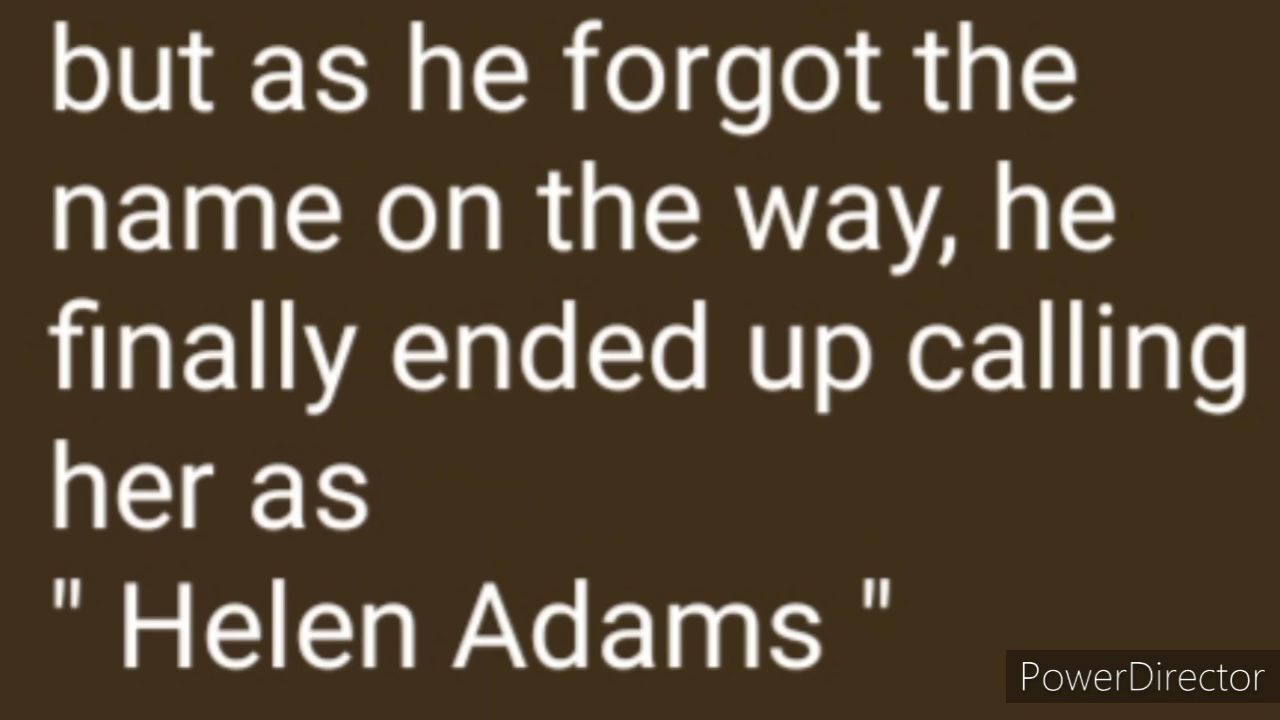 but as he forgot the
name on the way, he
finally ended up calling
her as
" Helen Adams "
PowerDirector